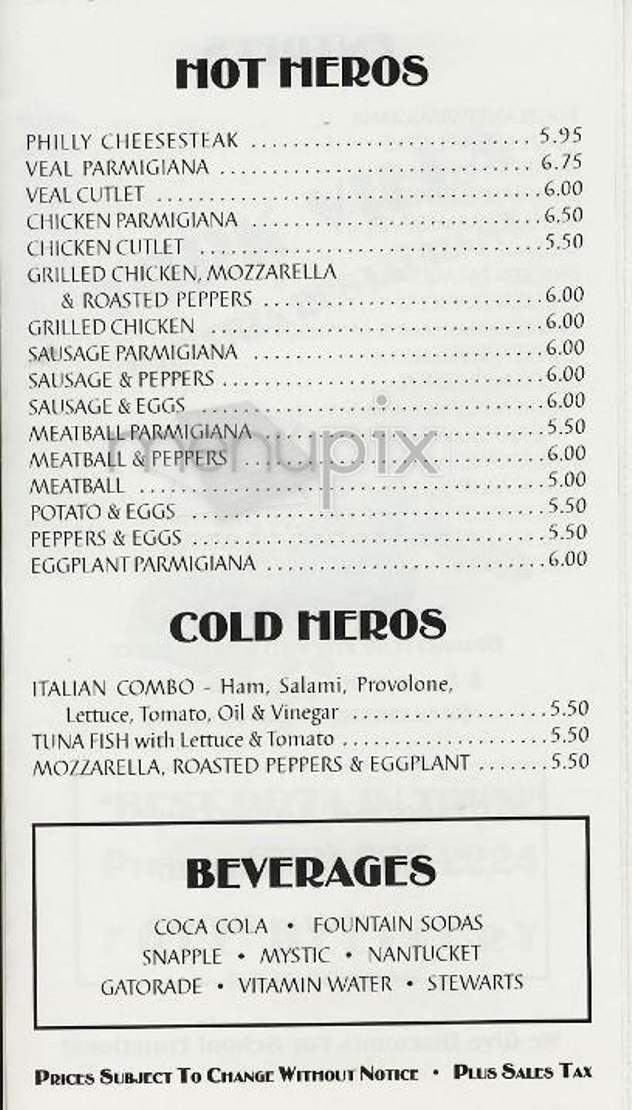 HOT HEROS
PHILLY CHEESESTEAK .............................. 5.95
VEAL PARMIGIANA .................................. 6.75
VEAL CUTLET ......................................... 6.00
CHICKEN PARMIGIANA .............................. 6.50
CHICKEN CUTLET .................................... 5.50
GRILLED CHICKEN, MOZZARELLA
& ROASTED PEPPERS .............................. 6.00
GRILLED CHICKEN ................................... 6.00
SAUSAGE PARMIGIANA .............................. 6.00
SAUSAGE & PEPPERS ................................. 6.00
SAUSAGE & EGGS .................................... 6.00
MEATBALL PARMIGIANA .............................. 5.50
MEATBALL & PEPPERS ............................... 6.00
MEATBALL ........................................... 5.00
POTATO & EGGS ..................................... 5.50
PEPPERS & EGGS .................................... 5.50
EGGPLANT PARMIGIANA ............................. 6.00
menupix
COLD HEROS
ITALIAN COMBO - Ham, Salami, Provolone,
Lettuce, Tomato, Oil & Vinegar .................... 5.50
TUNA FISH with Lettuce & Tomato ..................... 5.50
MOZZARELLA, ROASTED PEPPERS & EGGPLANT ....... 5.50
BEVERAGES
COCA COLA • FOUNTAIN SODAS
SNAPPLE • MYSTIC • NANTUCKET
GATORADE • VITAMIN WATER • STEWARTS
PRICES SUBJECT TO CHANGE WITHOUT NOTICE • PLUS SALES TAX